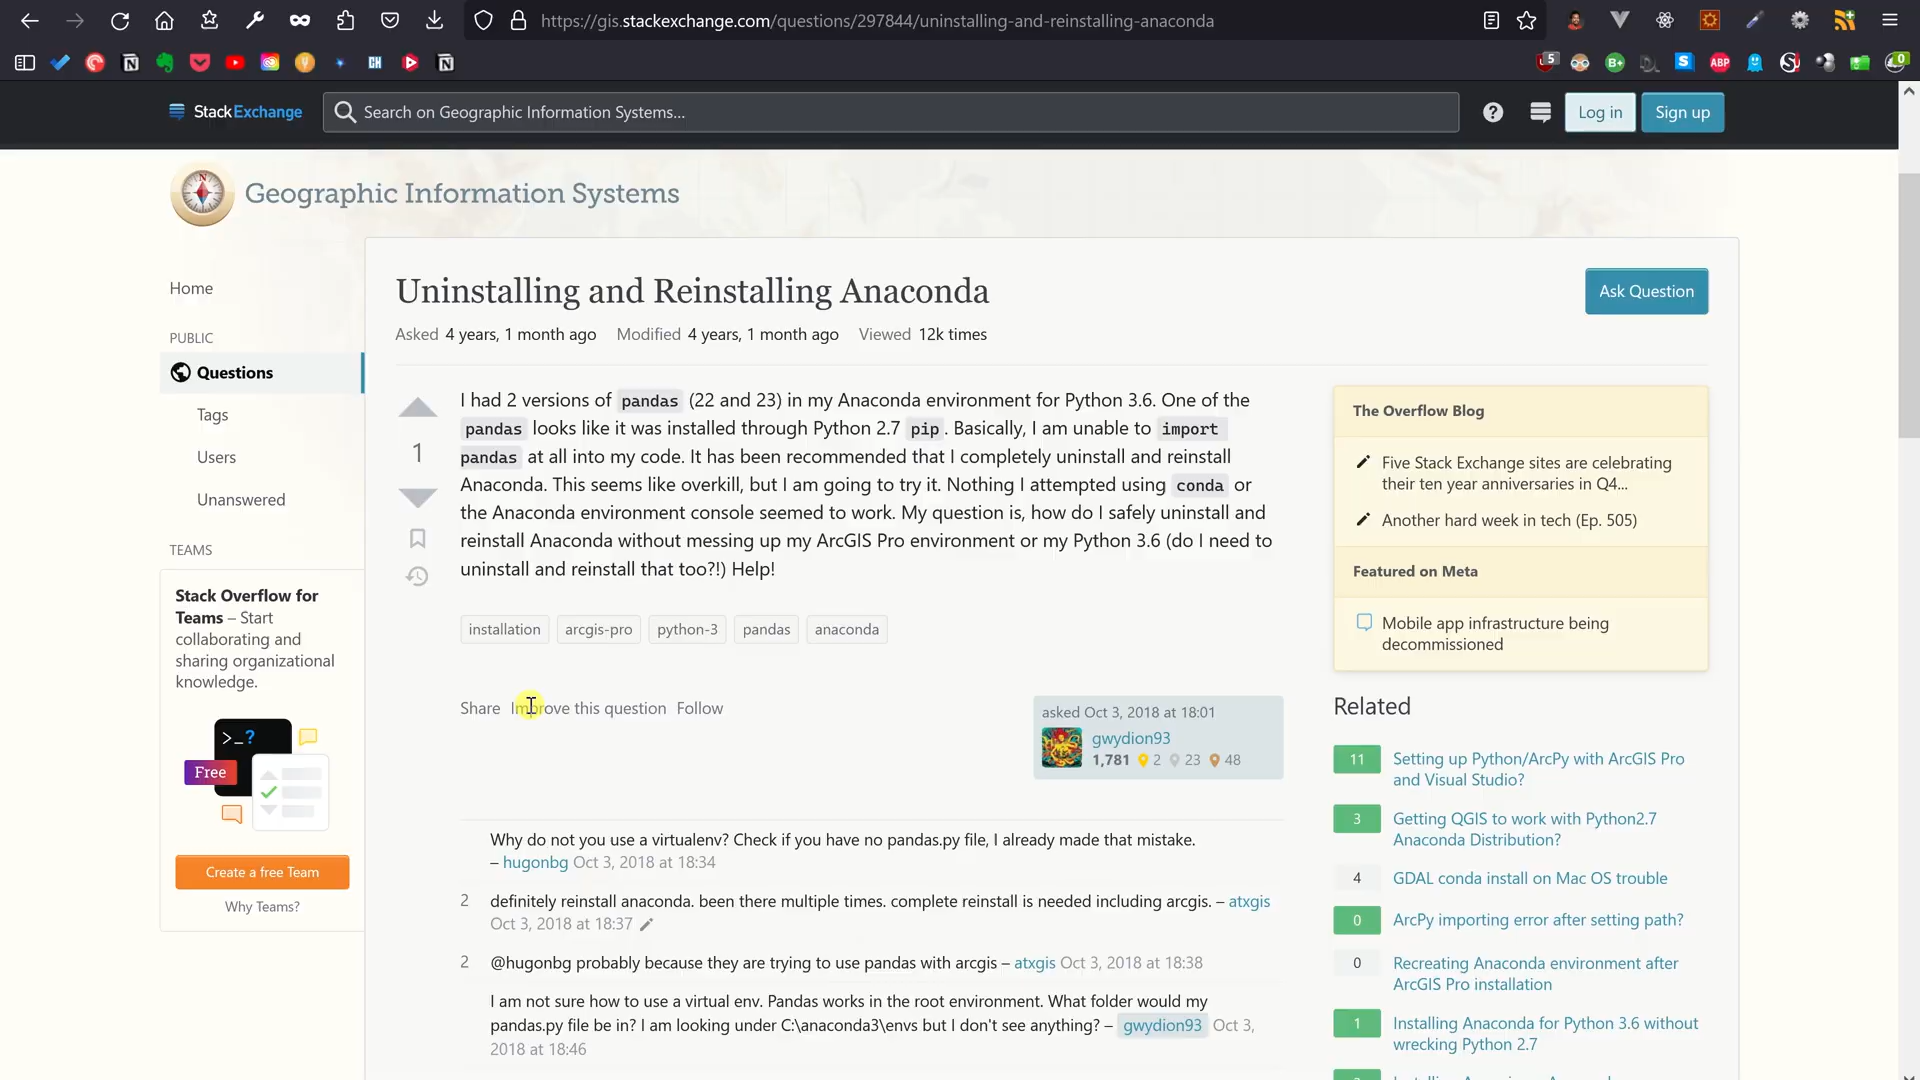 https://gis.stackexchange.com/questions/297844/uninstalling-and-reinstalling-anaconda
CH
5
B+
S
ABP
0
StackExchange
Search on Geographic Information Systems...
Log in
Sign up
Geographic Information Systems
Home
PUBLIC
Questions
Tags
Users
Unanswered
TEAMS
Stack Overflow for
Teams – Start
collaborating and
sharing organizational
knowledge.
>_?
Free
Create a free Team
Why Teams?
Uninstalling and Reinstalling Anaconda
Ask Question
Asked 4 years, 1 month ago Modified 4 years, 1 month ago Viewed 12k times
1
I had 2 versions of pandas (22 and 23) in my Anaconda environment for Python 3.6. One of the
pandas looks like it was installed through Python 2.7 pip. Basically, I am unable to import
pandas at all into my code. It has been recommended that I completely uninstall and reinstall
Anaconda. This seems like overkill, but I am going to try it. Nothing I attempted using conda or
the Anaconda environment console seemed to work. My question is, how do I safely uninstall and
reinstall Anaconda without messing up my ArcGIS Pro environment or my Python 3.6 (do I need to
uninstall and reinstall that too?!) Help!
installation arcgis-pro python-3 pandas anaconda
Share Improve this question Follow
asked Oct 3, 2018 at 18:01
gwydion93
1,781 2 23 48
Why do not you use a virtualenv? Check if you have no pandas.py file, I already made that mistake.
– hugonbg Oct 3, 2018 at 18:34
2 definitely reinstall anaconda. been there multiple times. complete reinstall is needed including arcgis. – atxgis
Oct 3, 2018 at 18:37
2 @hugonbg probably because they are trying to use pandas with arcgis – atxgis Oct 3, 2018 at 18:38
I am not sure how to use a virtual env. Pandas works in the root environment. What folder would my
pandas.py file be in? I am looking under C:\anaconda3\envs but I don't see anything? – gwydion93 Oct 3,
2018 at 18:46
The Overflow Blog
Five Stack Exchange sites are celebrating
their ten year anniversaries in Q4...
Another hard week in tech (Ep. 505)
Featured on Meta
Mobile app infrastructure being
decommissioned
Related
11 Setting up Python/ArcPy with ArcGIS Pro
and Visual Studio?
3 Getting QGIS to work with Python2.7
Anaconda Distribution?
4 GDAL conda install on Mac OS trouble
0 ArcPy importing error after setting path?
0 Recreating Anaconda environment after
ArcGIS Pro installation
1 Installing Anaconda for Python 3.6 without
wrecking Python 2.7